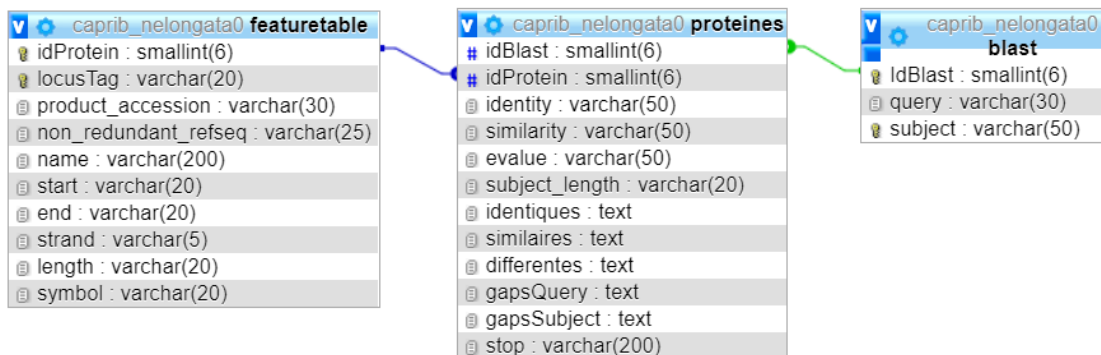 caprib_nelongata0 featuretable
idProtein : smallint(6)
locusTag : varchar(20)
product_accession : varchar(30)
non_redundant_refseq : varchar(25)
name : varchar(200)
start : varchar(20)
end : varchar(20)
strand : varchar(5)
length : varchar(20)
symbol : varchar(20)
caprib_nelongata0 proteines
# idBlast : smallint(6)
# idProtein : smallint(6)
identity : varchar(50)
similarity : varchar(50)
evalue : varchar(50)
subject_length : varchar(20)
identiques : text
similaires : text
differentes : text
gapsQuery : text
gapsSubject : text
stop : varchar(200)
caprib_nelongata0
blast
IdBlast : smallint(6)
query : varchar(30)
subject : varchar(50)